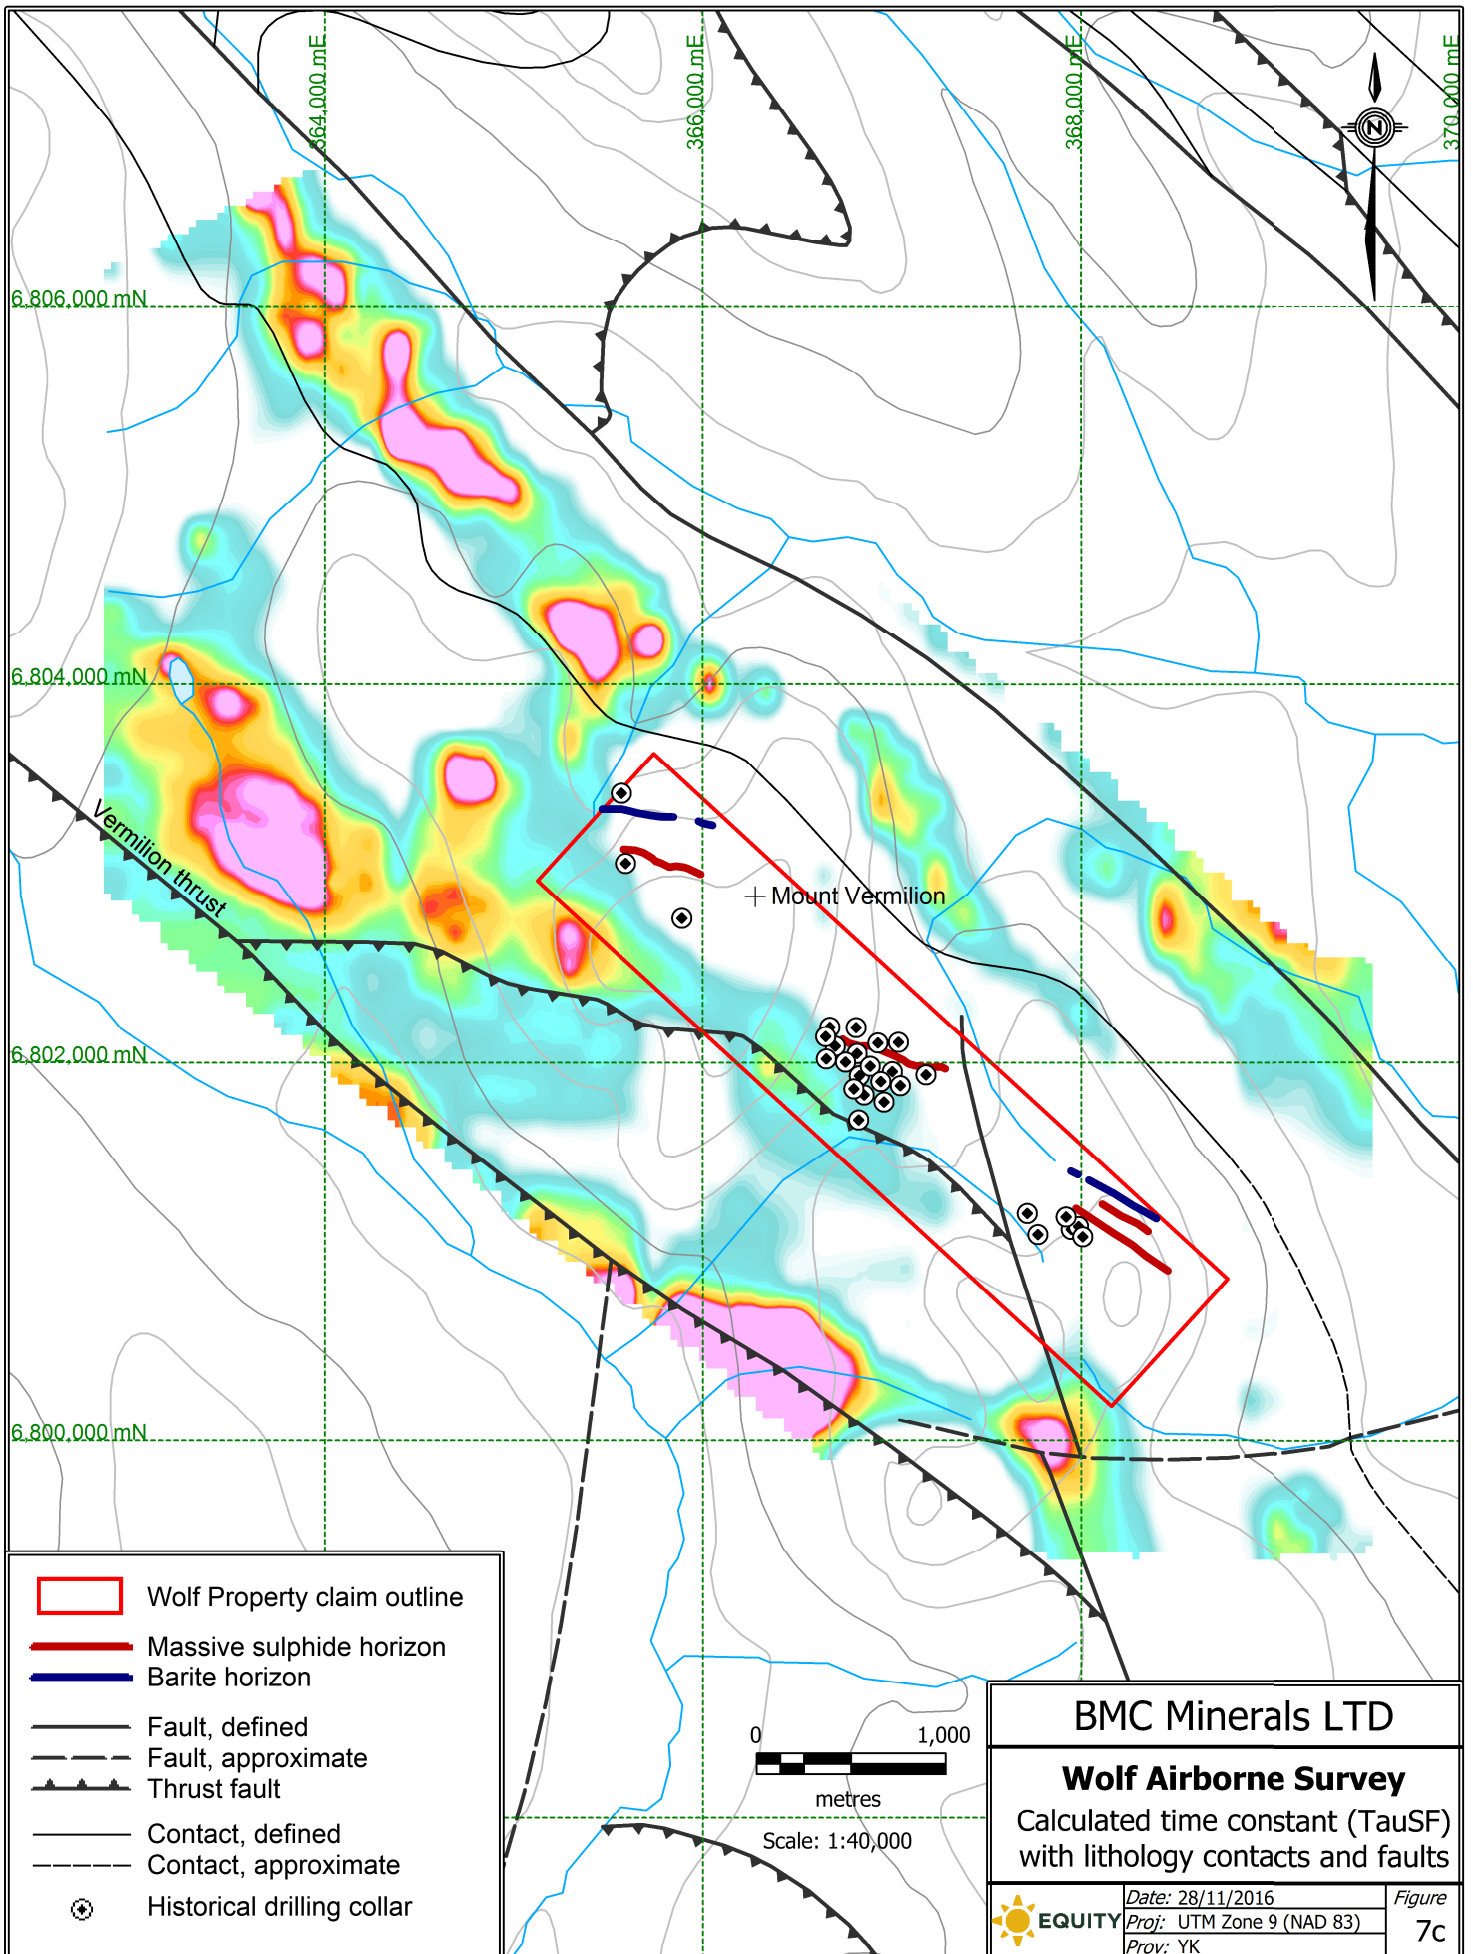 364,000 mE
366,000 mE
368,000 mE
370,000 mE
N
6,806,000 mN
6,804,000 mN
Vermilion thrust
Mount Vermilion
6,802,000 mN
6,800,000 mN
Wolf Property claim outline
Massive sulphide horizon
Barite horizon
Fault, defined
Fault, approximate
Thrust fault
Contact, defined
Contact, approximate
Historical drilling collar
0 1,000
metres
Scale: 1:40,000
BMC Minerals LTD
Wolf Airborne Survey
Calculated time constant (TauSF)
with lithology contacts and faults
EQUITY
Date: 28/11/2016
Proj: UTM Zone 9 (NAD 83)
Prov: YK
Figure
7c